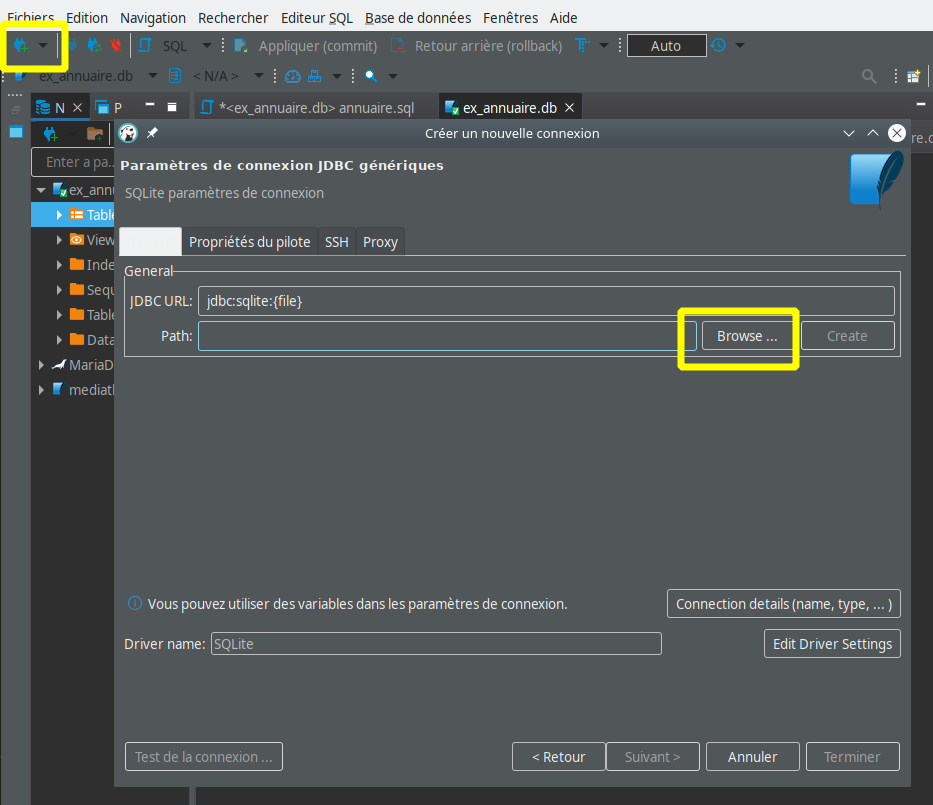 Fichiers Edition Navigation Rechercher Editeur SQL Base de données Fenêtres Aide
SQL Appliquer (commit) Retour arrière (rollback) Auto
ex_annuaire.db < N/A >
N P *<ex_annuaire.db> annuaire.sql ex_annuaire.db
Créer un nouvelle connexion
Enter a pa
Paramètres de connexion JDBC génériques
SQLite paramètres de connexion
ex_annu
Table
View
Inde
Sequ
Table
Data
MariaD
mediat
Propriétés du pilote SSH Proxy
General
JDBC URL: jdbc:sqlite:{file}
Path: Browse ... Create
Vous pouvez utiliser des variables dans les paramètres de connexion. Connection details (name, type, ... )
Driver name: SQLite Edit Driver Settings
Test de la connexion ... < Retour Suivant > Annuler Terminer